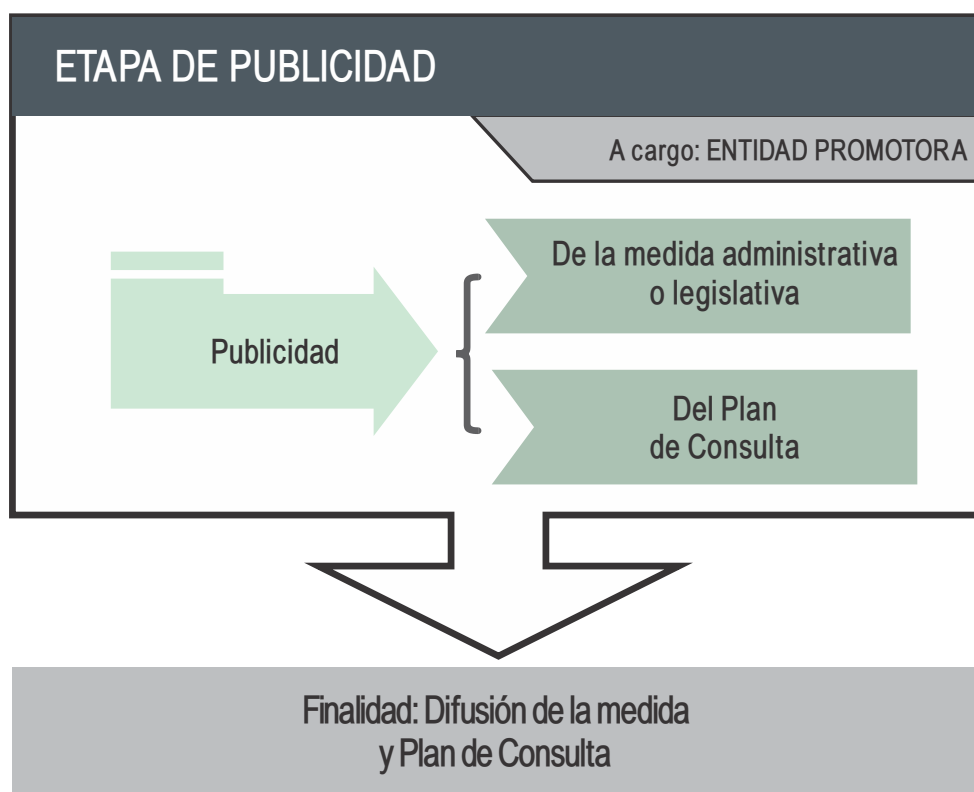 ETAPA DE PUBLICIDAD
A cargo: ENTIDAD PROMOTORA
Publicidad
De la medida administrativa
o legislativa
Del Plan
de Consulta
Finalidad: Difusión de la medida
y Plan de Consulta